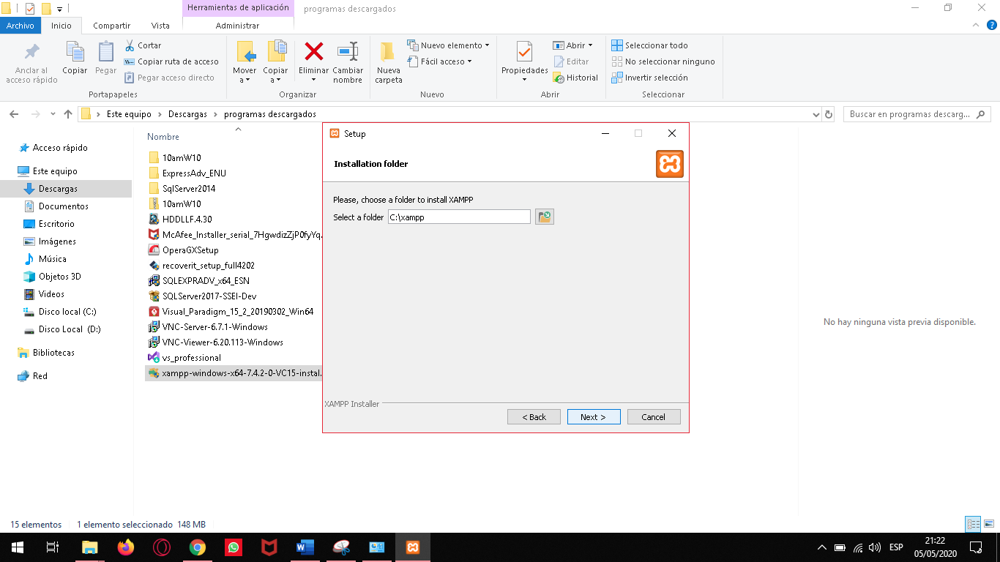 Herramientas de aplicación
programas descargados
Archivo Inicio Compartir Vista Administrar
Anclar al acceso rápido
Copiar
Pegar
Cortar
Copiar ruta de acceso
Pegar acceso directo
Portapapeles
Mover a
Copiar a
Eliminar
Cambiar nombre
Organizar
Nueva carpeta
Nuevo elemento
Fácil acceso
Nuevo
Propiedades
Abrir
Editar
Historial
Abrir
Seleccionar todo
No seleccionar ninguno
Invertir selección
Seleccionar
Este equipo > Descargas > programas descargados
Buscar en programas descarg...
Acceso rápido
Este equipo
Descargas
Documentos
Escritorio
Imágenes
Música
Objetos 3D
Videos
Disco local (C:)
Disco Local (D:)
Bibliotecas
Red
Nombre
10amW10
ExpressAdv_ENU
SqlServer2014
10amW10
HDDLLF.4.30
McAfee_Installer_serial_7HgwdizZjP0fyYq.
OperaGXSetup
recoverit_setup_full4202
SQLEXPRADV_x64_ESN
SQLServer2017-SSEI-Dev
Visual_Paradigm_15_2_20190302_Win64
VNC-Server-6.7.1-Windows
VNC-Viewer-6.20.113-Windows
vs_professional
xampp-windows-x64-7.4.2-0-VC15-instal.
Setup
Installation folder
Please, choose a folder to install XAMPP
Select a folder C:\xampp
XAMPP Installer
< Back Next > Cancel
No hay ninguna vista previa disponible.
15 elementos 1 elemento seleccionado 148 MB
ESP
21:22
05/05/2020